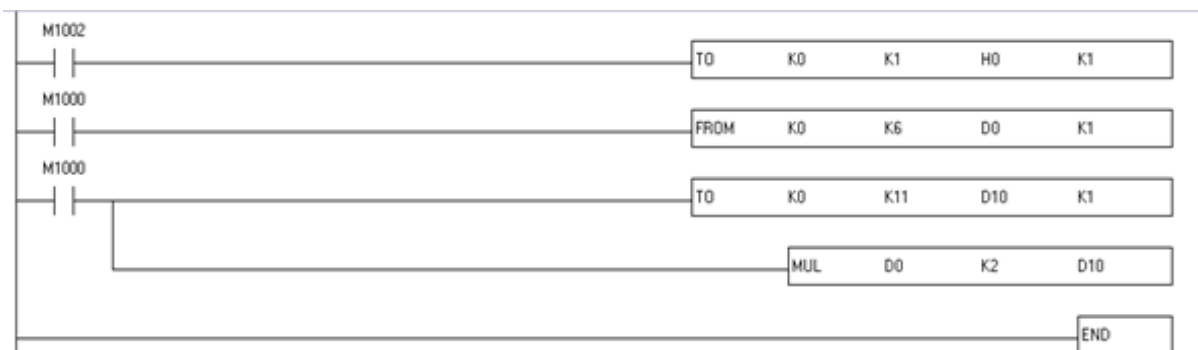 M1002
TO K0 K1 H0 K1
M1000
FROM K0 K6 D0 K1
M1000
TO K0 K11 D10 K1
MUL D0 K2 D10
END